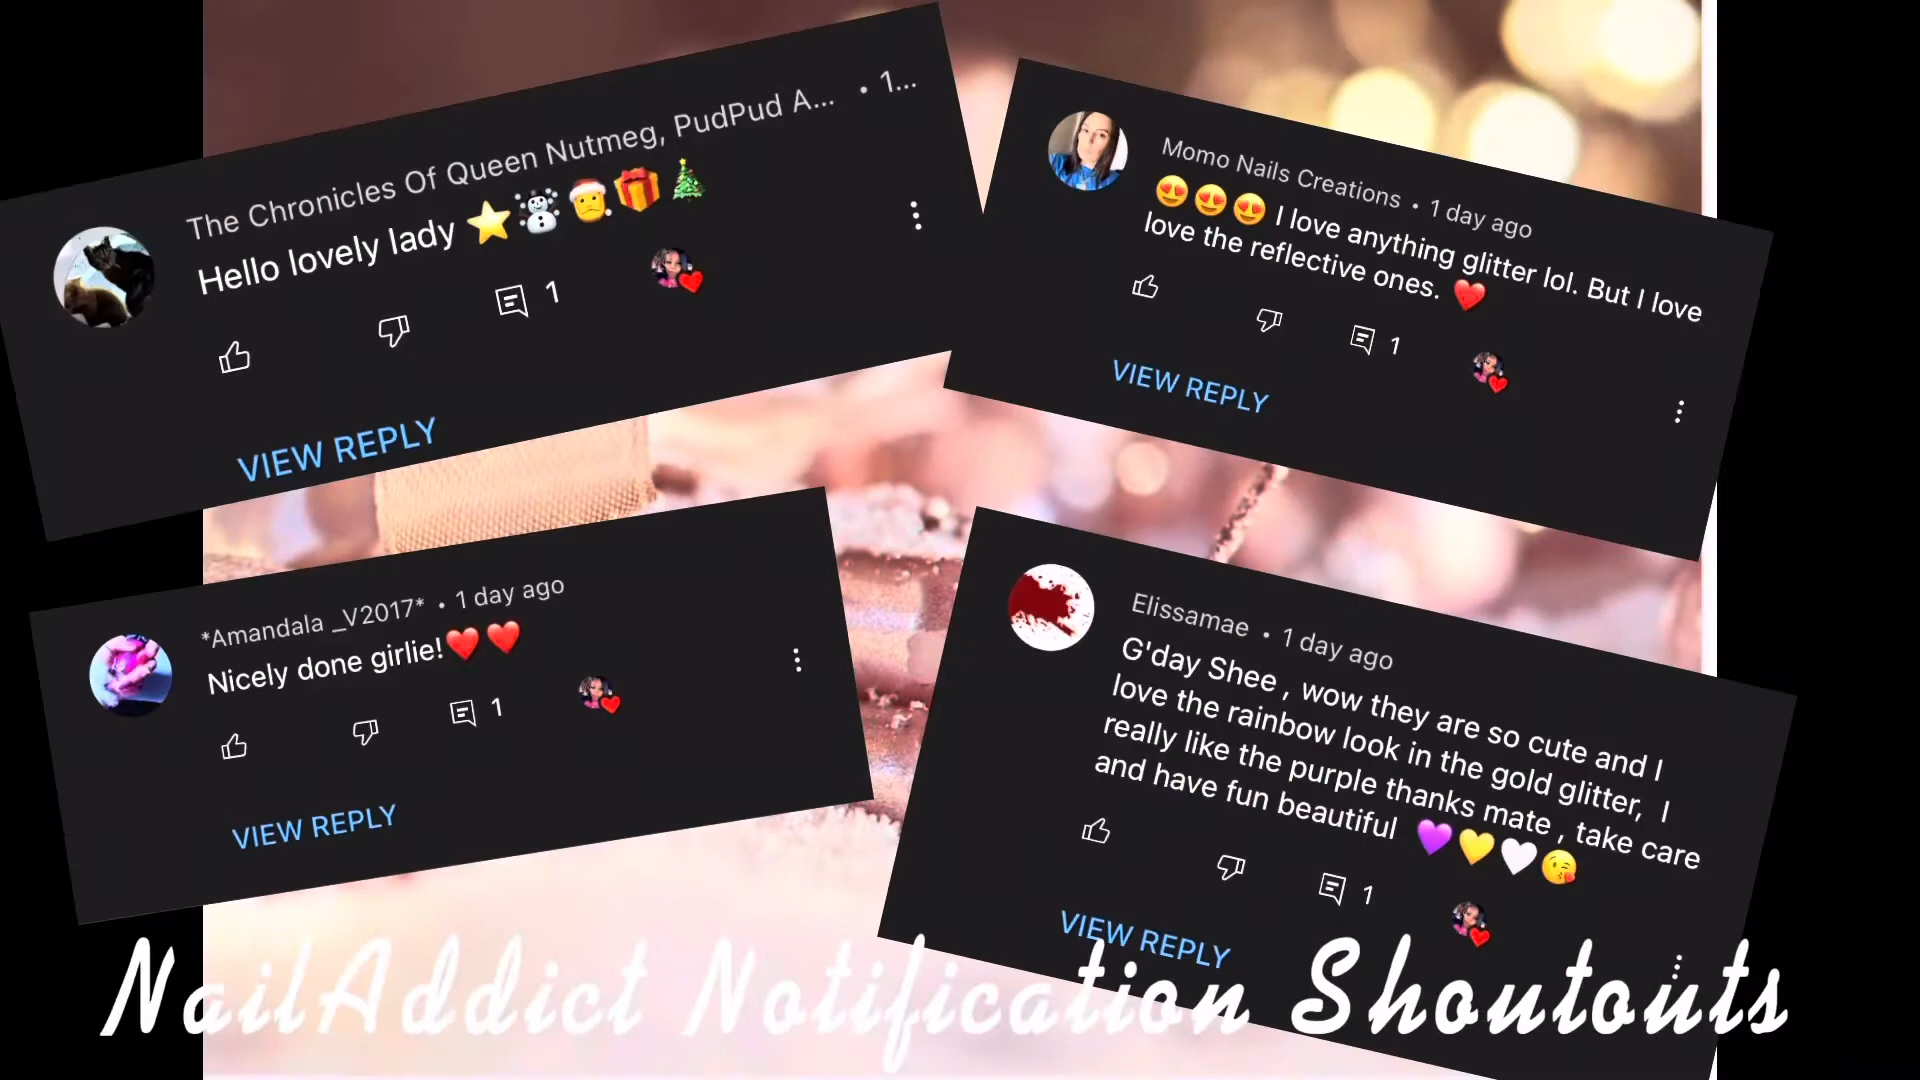 The Chronicles Of Queen Nutmeg, PudPud A... • 1...
Hello lovely lady ⭐☃️🎅🎁🎄
1
VIEW REPLY
Momo Nails Creations • 1 day ago
😍😍😍 I love anything glitter lol. But I love
love the reflective ones. ❤️
1
VIEW REPLY
*Amandala _V2017* • 1 day ago
Nicely done girlie!❤️❤️
1
VIEW REPLY
Elissamae • 1 day ago
G'day Shee , wow they are so cute and I
love the rainbow look in the gold glitter, I
really like the purple thanks mate , take care
and have fun beautiful 💜💛🤍😘
1
VIEW REPLY
NailAddict Notification Shoutouts